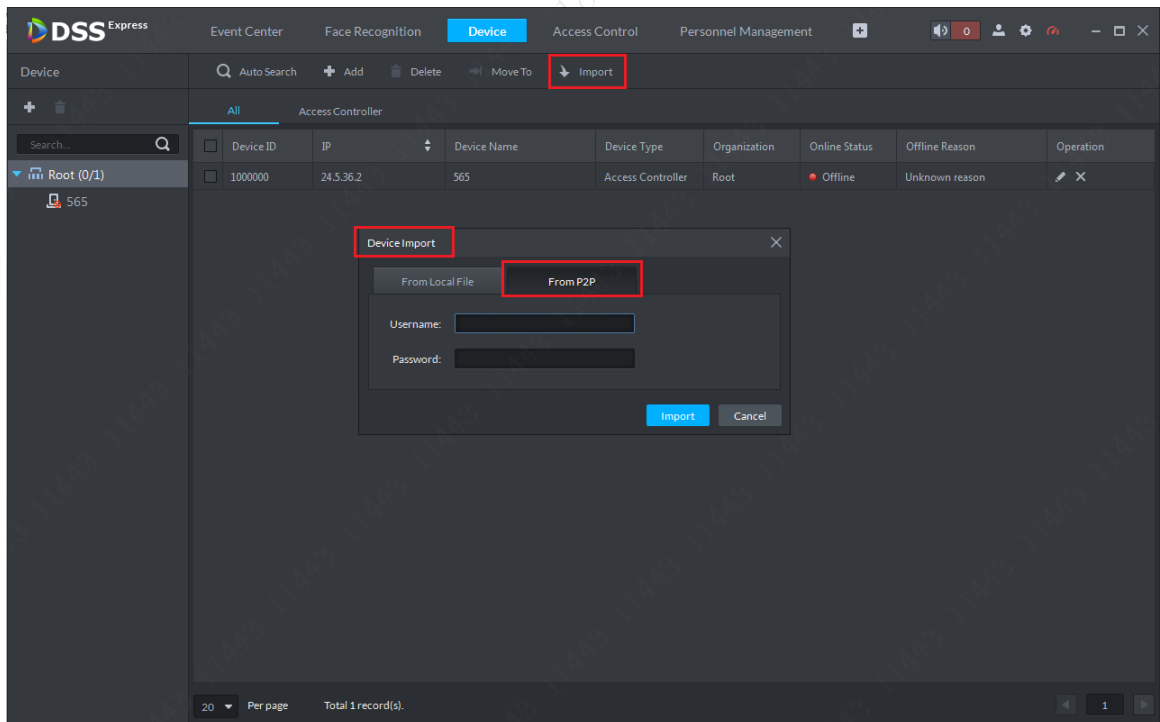 DSS Express
Event Center Face Recognition Device Access Control Personnel Management 0
Device
Auto Search Add Delete Move To Import
All Access Controller
Search...
Device ID IP Device Name Device Type Organization Online Status Offline Reason Operation
Root (0/1)
1000000 24.5.36.2 565 Access Controller Root Offline Unknown reason
565
Device Import
From Local File From P2P
Username:
Password:
Import Cancel
20 Per page Total 1 record(s). 1
11443 11443 11443